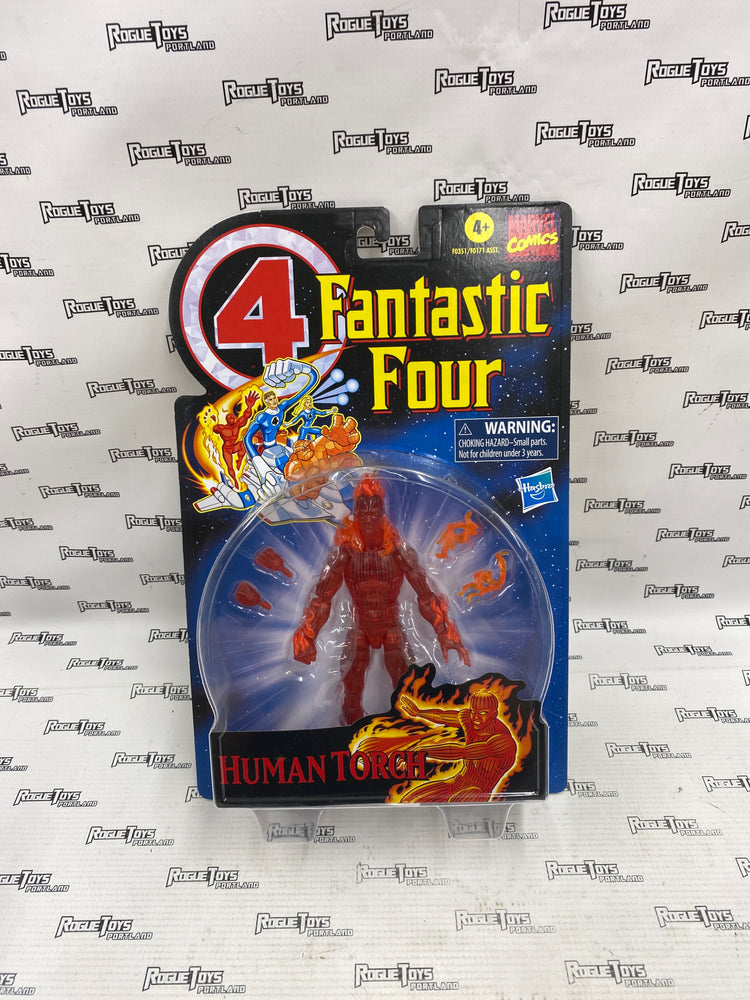 ROGUE TOYS
PORTLAND
4+
F0351/90171 ASST.
MARVEL
COMICS
4
Fantastic
Four
WARNING:
CHOKING HAZARD–Small parts.
Not for children under 3 years.
Hasbro
HUMAN TORCH